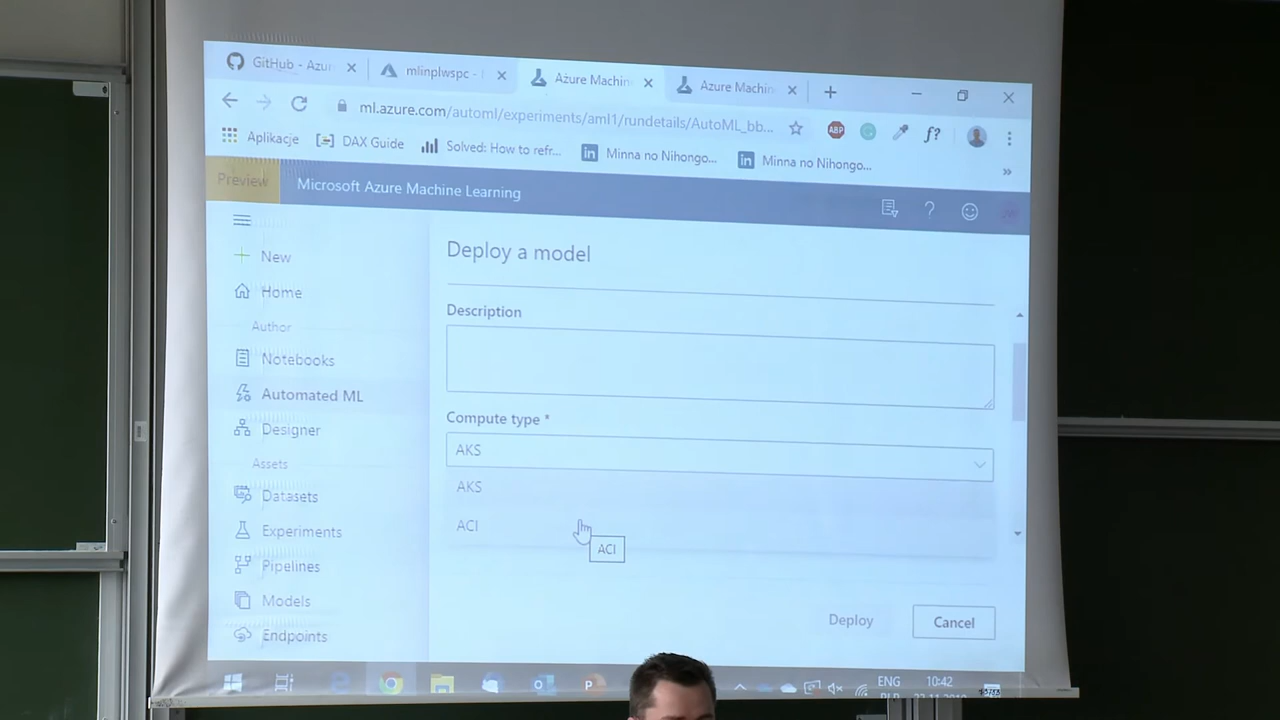 GitHub - Azur
mlinplwspc -
Azure Machin
Azure Machin
ml.azure.com/automl/experiments/aml1/rundetails/AutoML_bb...
ABP
f?
Aplikacje
DAX Guide
Solved: How to refr...
Minna no Nihongo...
Minna no Nihongo...
»
Preview
Microsoft Azure Machine Learning
?
New
Home
Author
Notebooks
Automated ML
Designer
Assets
Datasets
Experiments
Pipelines
Models
Endpoints
Deploy a model
Description
Compute type *
AKS
AKS
ACI
ACI
Deploy
Cancel
ENG
10:42